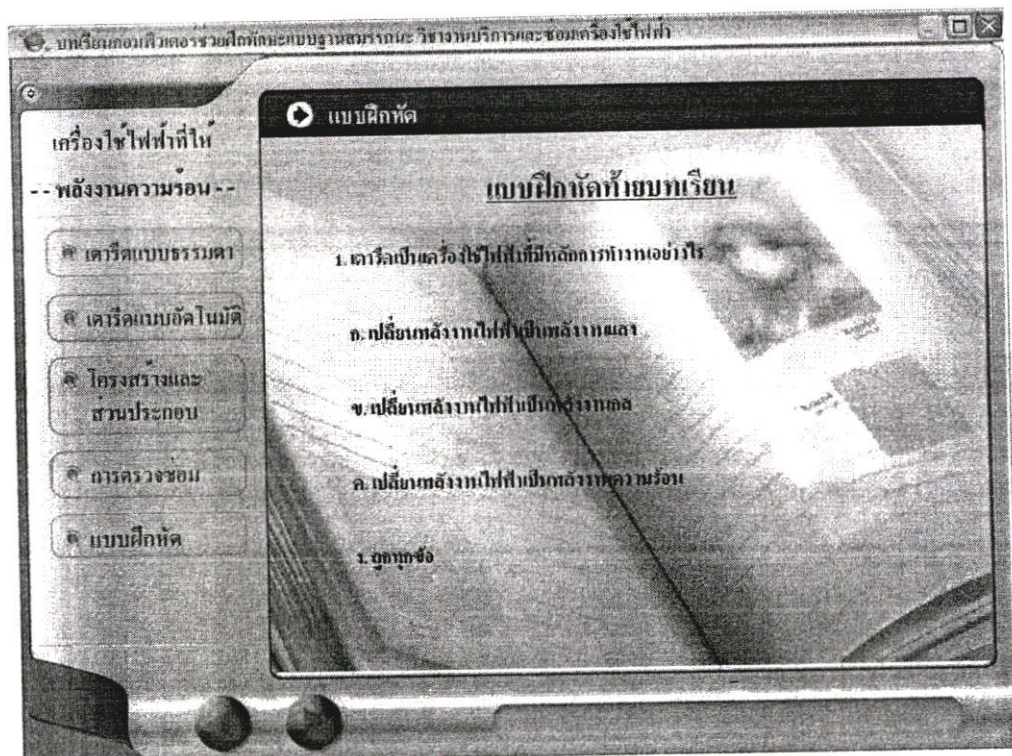 บทเรียนคอมพิวเตอร์ช่วยฝึกทักษะแบบฐานสมรรถนะ วิชางานบริการและซ่อมเครื่องใช้ไฟฟ้า
เครื่องใช้ไฟฟ้าที่ให้
- - พลังงานความร้อน - -
เตารีดแบบธรรมดา
เตารีดแบบอัตโนมัติ
โครงสร้างและ
ส่วนประกอบ
การตรวจซ่อม
แบบฝึกหัด
แบบฝึกหัด
แบบฝึกหัดท้ายบทเรียน
1. เตารีดเป็นเครื่องใช้ไฟฟ้าที่มีหลักการทำงานอย่างไร
ก. เปลี่ยนพลังงานไฟฟ้าเป็นพลังงานแสง
ข. เปลี่ยนพลังงานไฟฟ้าเป็นพลังงานกล
ค. เปลี่ยนพลังงานไฟฟ้าเป็นพลังงานความร้อน
ง. ถูกทุกข้อ